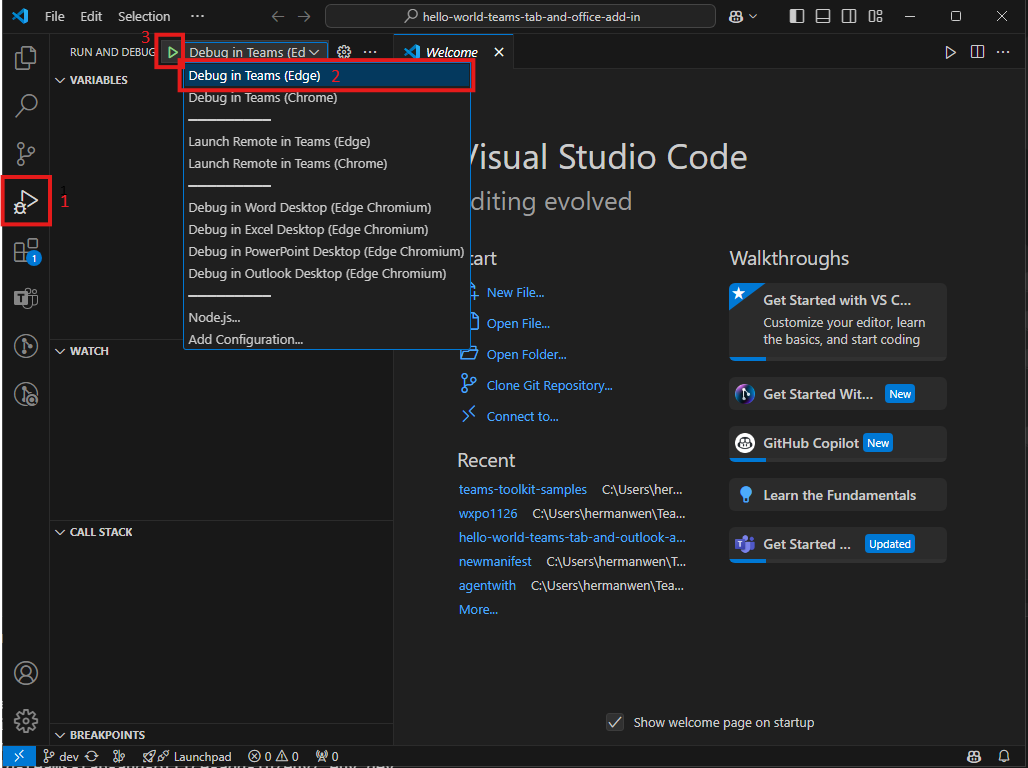 File Edit Selection ··· hello-world-teams-tab-and-office-add-in
3
RUN AND DEBUG Debug in Teams (Ed Welcome
Debug in Teams (Edge) 2
Debug in Teams (Chrome)
Launch Remote in Teams (Edge)
Launch Remote in Teams (Chrome)
Debug in Word Desktop (Edge Chromium)
Debug in Excel Desktop (Edge Chromium)
Debug in PowerPoint Desktop (Edge Chromium)
Debug in Outlook Desktop (Edge Chromium)
Node.js...
Add Configuration...
VARIABLES
1
1
WATCH
CALL STACK
BREAKPOINTS
Visual Studio Code
diting evolved
tart
New File...
Open File...
Open Folder...
Clone Git Repository...
Connect to...
Recent
teams-toolkit-samples C:\Users\her...
wxpo1126 C:\Users\hermanwen\Tea...
hello-world-teams-tab-and-outlook-a...
newmanifest C:\Users\hermanwen\T...
agentwith C:\Users\hermanwen\Tea...
More...
Walkthroughs
Get Started with VS C...
Customize your editor, learn
the basics, and start coding
Get Started Wit... New
GitHub Copilot New
Learn the Fundamentals
Get Started ... Updated
Show welcome page on startup
dev Launchpad 0 0 0